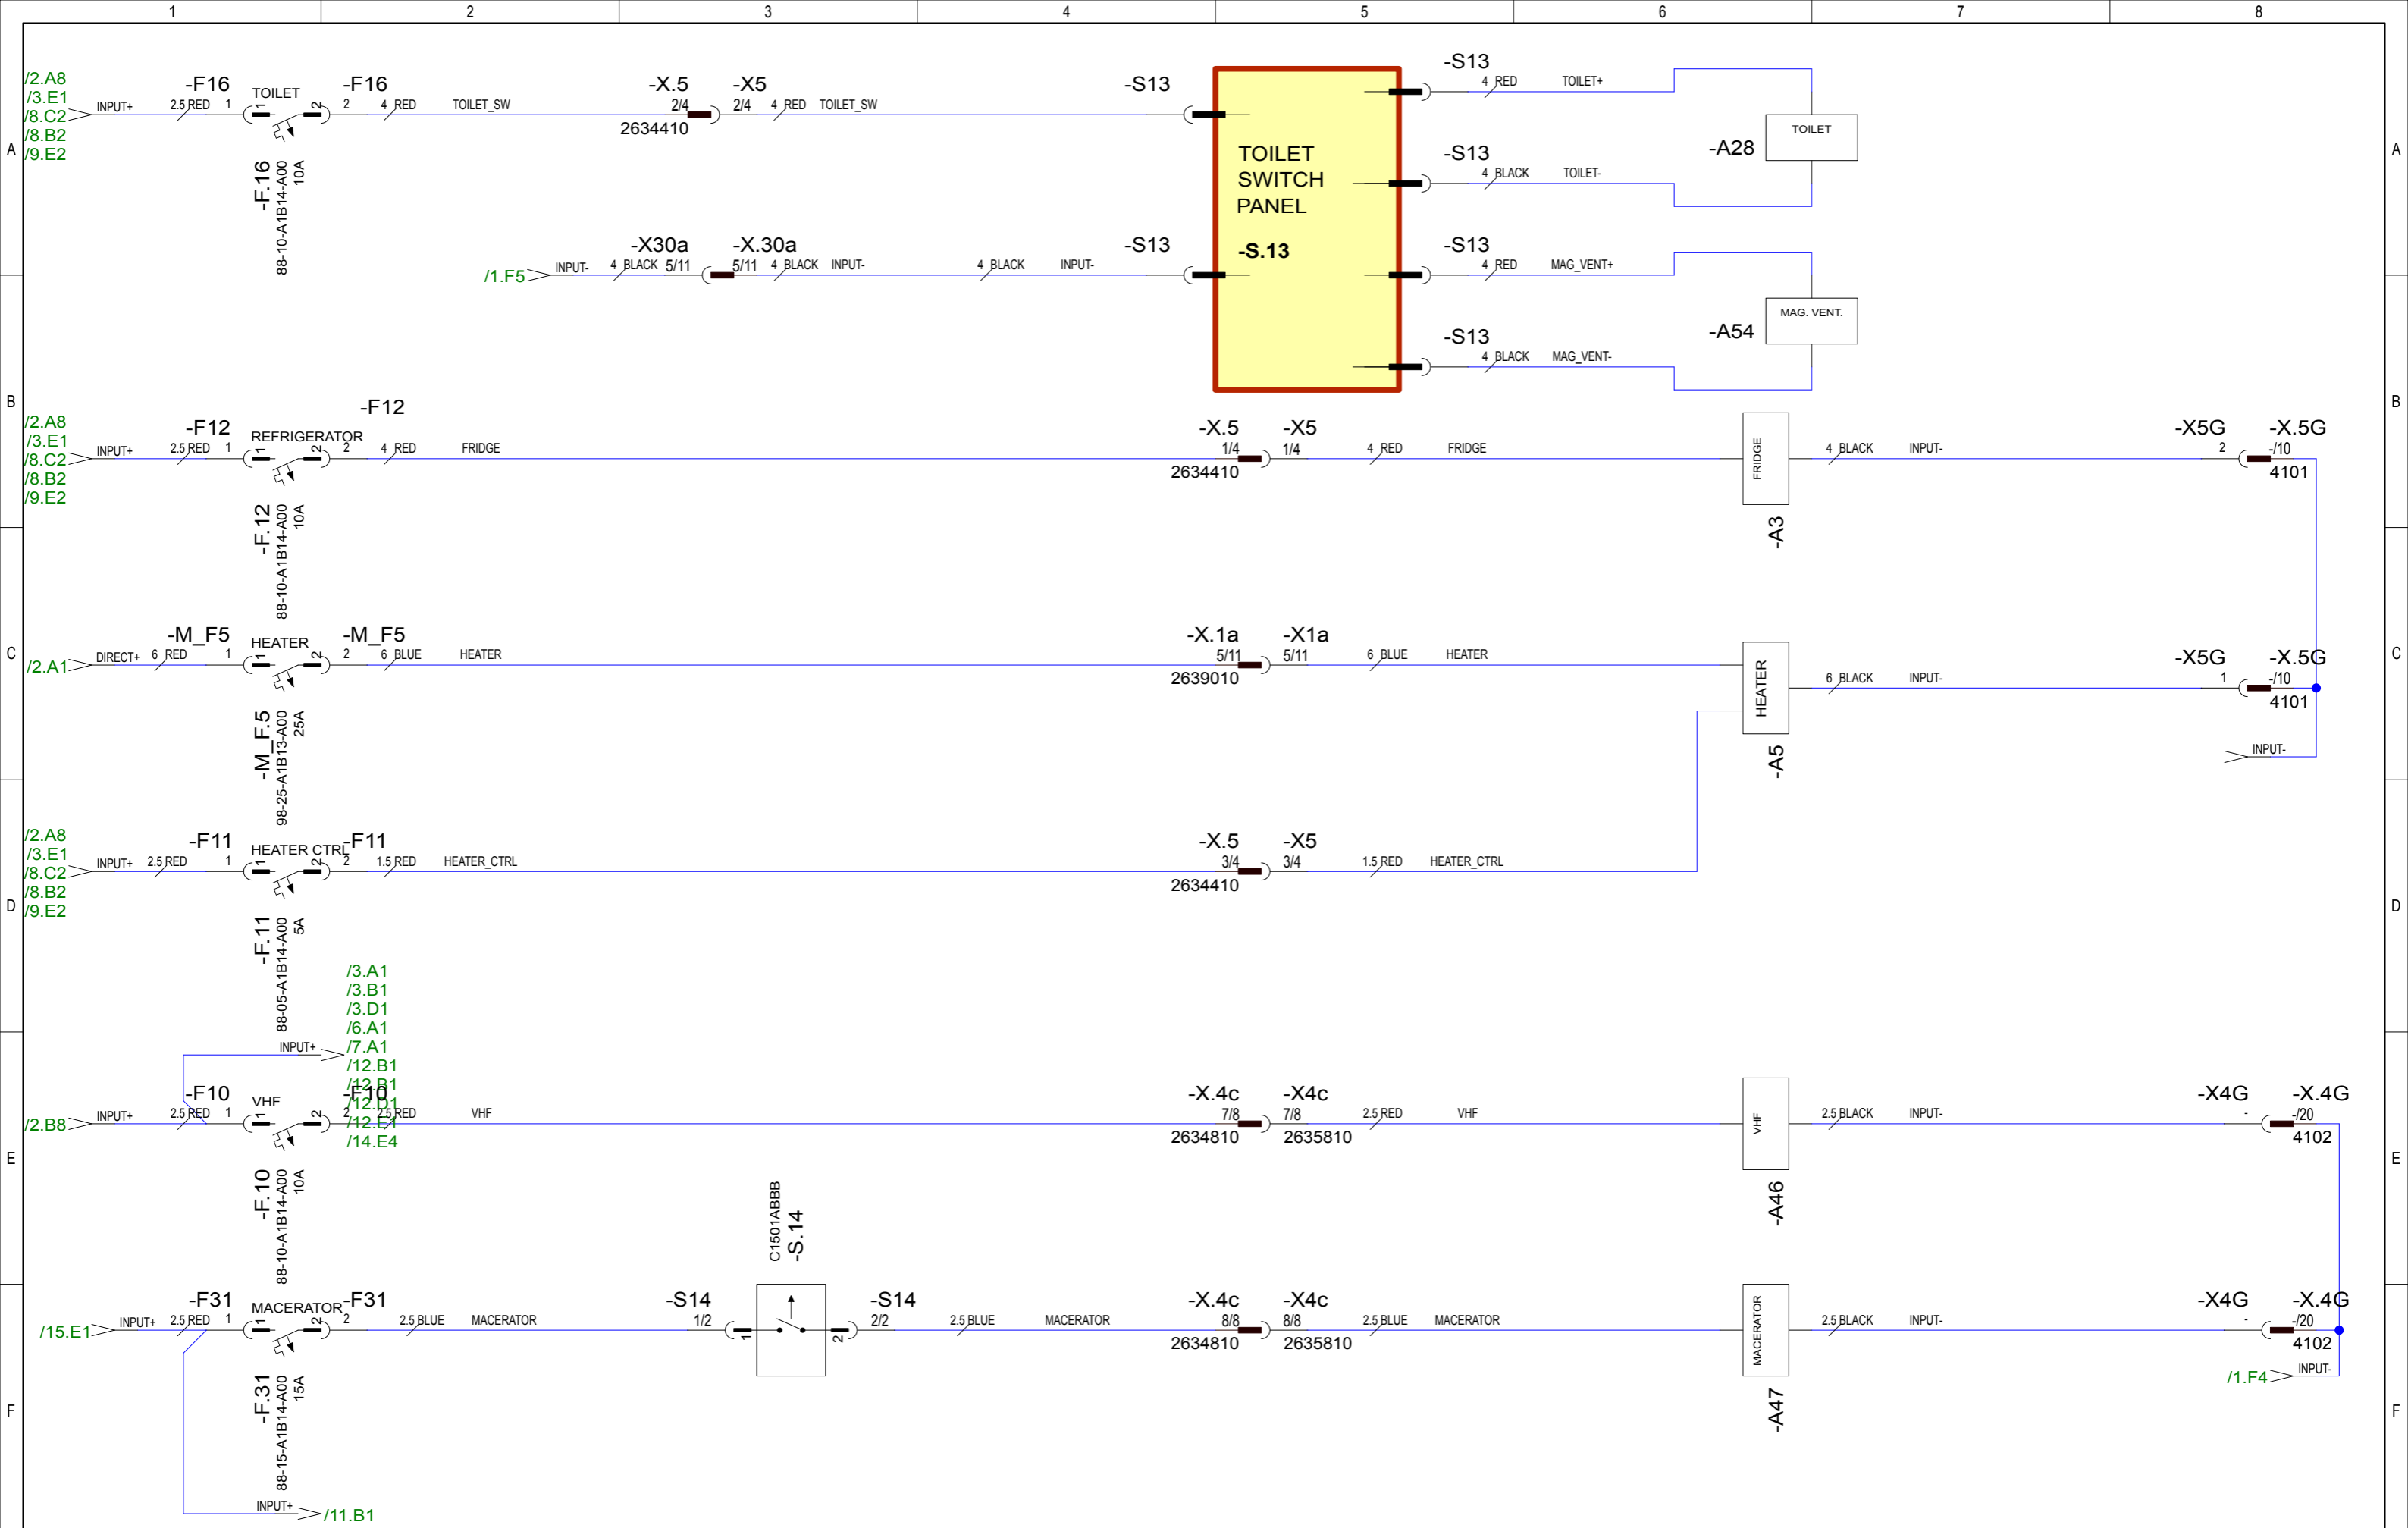 1 2 3 4 5 6 7 8
A A
/2.A8
/3.E1
/8.C2
/8.B2
/9.E2
INPUT+ 2.5 RED 1 -F16 TOILET 1 2 -F16 2 4 RED TOILET_SW -X.5 2/4 2634410 -X5 2/4 4 RED TOILET_SW -S13
-F.16
88-10-A1B14-A00
10A
TOILET
SWITCH
PANEL
-S.13
-S13 4 RED TOILET+
TOILET
-A28
-S13 4 BLACK TOILET-
/1.F5 INPUT- 4 BLACK -X30a 5/11 -X.30a 5/11 4 BLACK INPUT- 4 BLACK INPUT- -S13
-S13 4 RED MAG_VENT+
MAG. VENT.
-A54
-S13 4 BLACK MAG_VENT-
B B
/2.A8
/3.E1
/8.C2
/8.B2
/9.E2
INPUT+ 2.5 RED 1 -F12 REFRIGERATOR 1 2 -F12 2 4 RED FRIDGE -X.5 1/4 2634410 -X5 1/4 4 RED FRIDGE
FRIDGE
-A3
4 BLACK INPUT- -X5G 2 -X.5G -/10 4101
-F.12
88-10-A1B14-A00
10A
C C
/2.A1 DIRECT+ 6 RED 1 -M_F5 HEATER 1 2 -M_F5 2 6 BLUE HEATER -X.1a 5/11 2639010 -X1a 5/11 6 BLUE HEATER
HEATER
-A5
6 BLACK INPUT- -X5G 1 -X.5G -/10 4101
INPUT-
-M_F.5
98-25-A1B13-A00
25A
D D
/2.A8
/3.E1
/8.C2
/8.B2
/9.E2
INPUT+ 2.5 RED 1 -F11 HEATER CTRL 1 2 -F11 2 1.5 RED HEATER_CTRL -X.5 3/4 2634410 -X5 3/4 1.5 RED HEATER_CTRL
-F.11
88-05-A1B14-A00
5A
/3.A1
/3.B1
/3.D1
/6.A1
/7.A1
/12.B1
/12.B1
/12.D1
/12.E1
/14.E4
INPUT+
E E
/2.B8 INPUT+ 2.5 RED 1 -F10 VHF 1 2 -F10 2 2.5 RED VHF -X.4c 7/8 2634810 -X4c 7/8 2635810 2.5 RED VHF
VHF
-A46
2.5 BLACK INPUT- -X4G - -X.4G -/20 4102
-F.10
88-10-A1B14-A00
10A
C1501ABBB
-S.14
F F
/15.E1 INPUT+ 2.5 RED 1 -F31 MACERATOR 1 2 -F31 2 2.5 BLUE MACERATOR -S14 1/2 1 2 -S14 2/2 2.5 BLUE MACERATOR -X.4c 8/8 2634810 -X4c 8/8 2635810 2.5 BLUE MACERATOR
MACERATOR
-A47
2.5 BLACK INPUT- -X4G - -X.4G -/20 4102
/1.F4 INPUT-
-F.31
88-15-A1B14-A00
15A
INPUT+ /11.B1